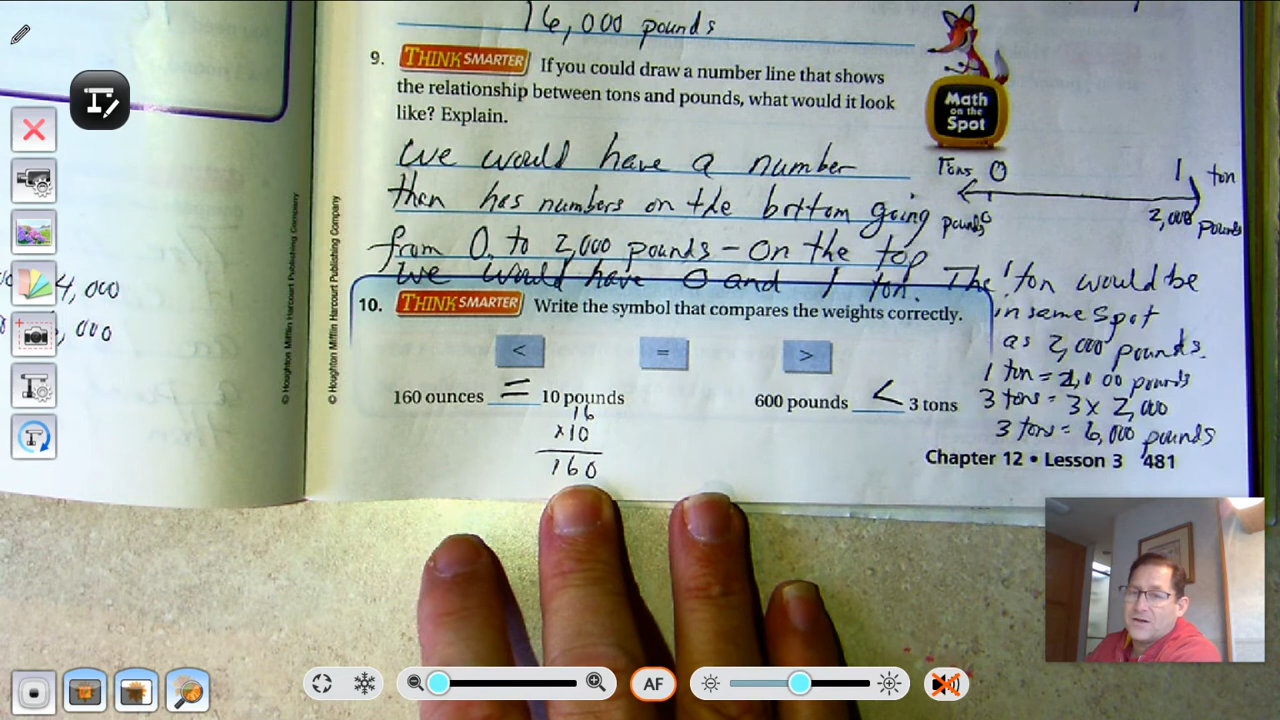 16,000 pounds
9. THINK SMARTER If you could draw a number line that shows
the relationship between tons and pounds, what would it look
like? Explain.
Math
on the
Spot
we would have a number
then has numbers on the bottom going
from 0 to 2,000 pounds - on the top
we would have 0 and 1 ton. The 1 ton would be
in same spot
as 2,000 pounds.
Tons 0 1 ton
pounds 0 2,000 pounds
1 ton = 2,000 pounds
3 tons = 3 x 2,000
3 tons = 6,000 pounds
10. THINK SMARTER Write the symbol that compares the weights correctly.
< = >
160 ounces = 10 pounds
600 pounds < 3 tons
16
x10
160
Chapter 12 • Lesson 3 481
© Houghton Mifflin Harcourt Publishing Company
© Houghton Mifflin Harcourt Publishing Company
4,000
,000
AF